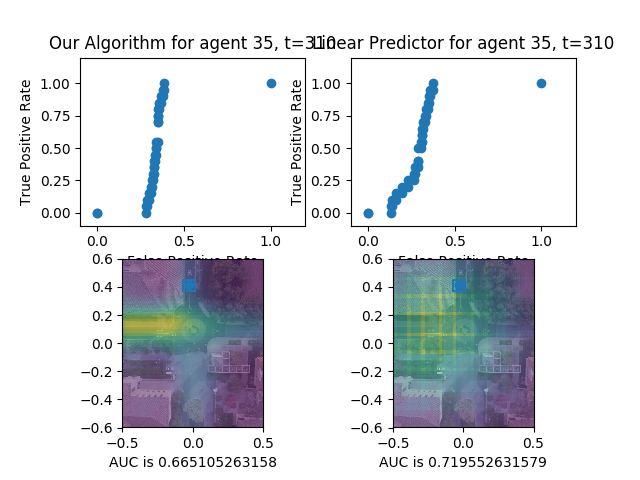 Our Algorithm for agent 35, t=310
Linear Predictor for agent 35, t=310
True Positive Rate
1.00
0.75
0.50
0.25
0.00
0.0 0.5 1.0
False Positive Rate
True Positive Rate
1.00
0.75
0.50
0.25
0.00
0.0 0.5 1.0
False Positive Rate
0.6
0.4
0.2
0.0
−0.2
−0.4
−0.6
−0.5 0.0 0.5
AUC is 0.665105263158
0.6
0.4
0.2
0.0
−0.2
−0.4
−0.6
−0.5 0.0 0.5
AUC is 0.719552631579